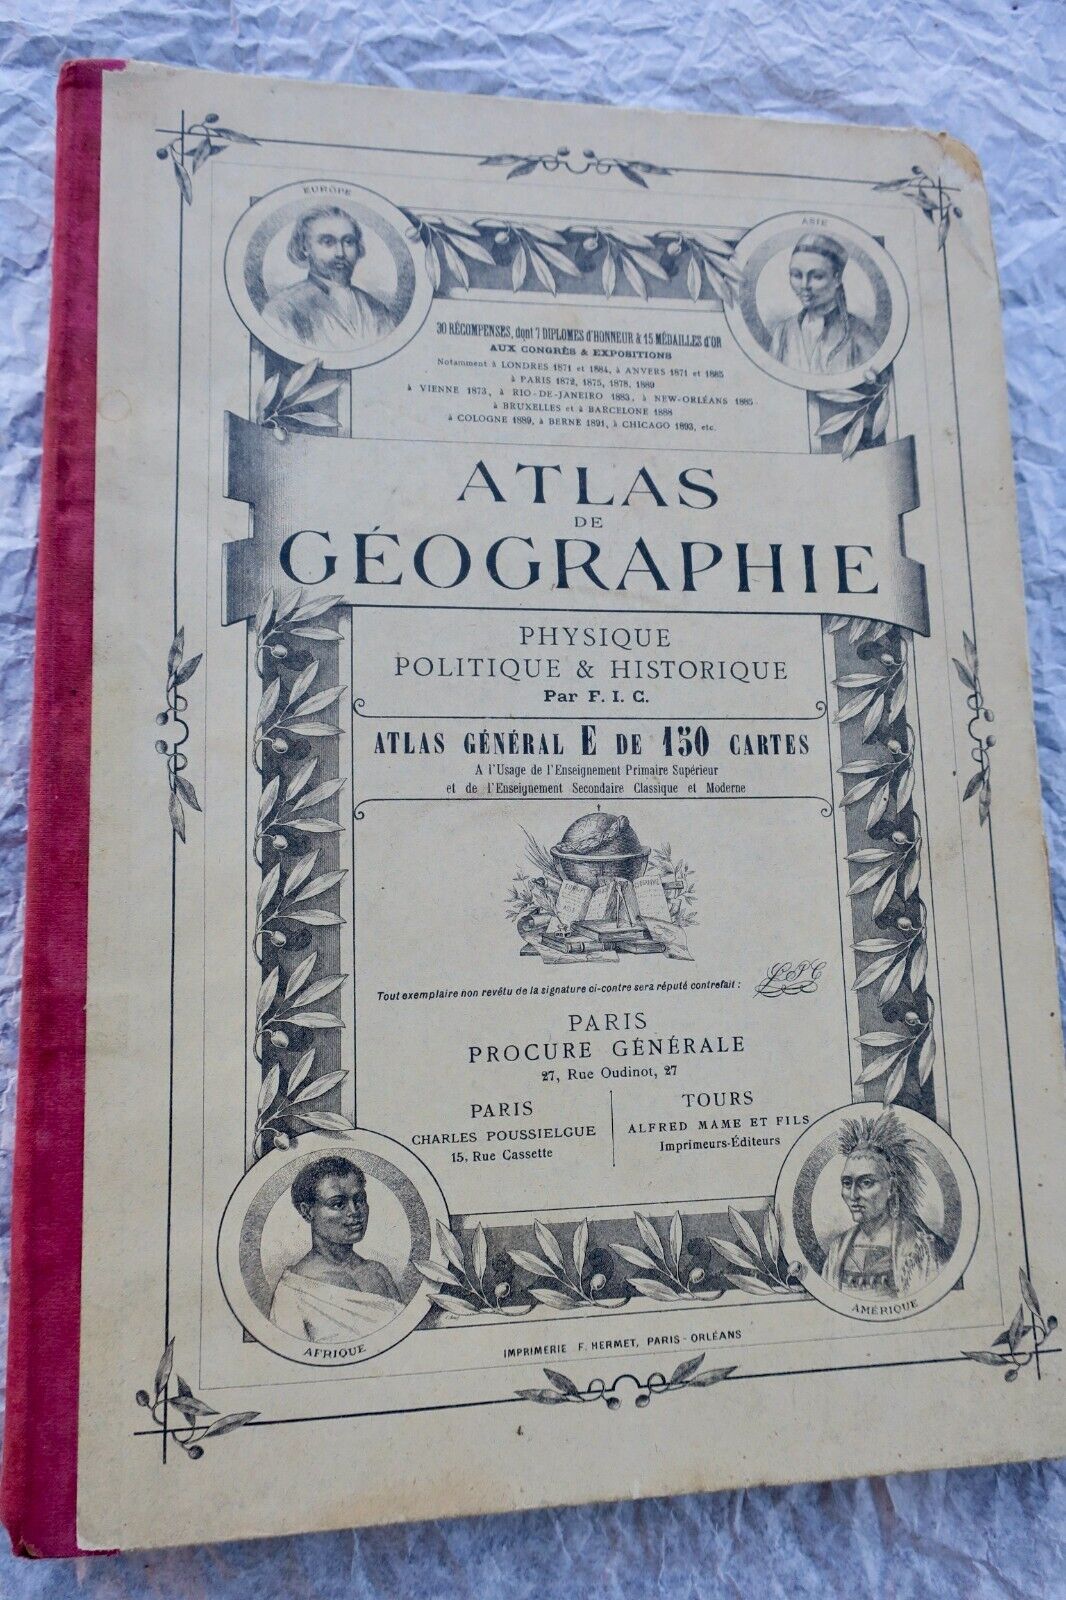 EUROPE
ASIE
30 RÉCOMPENSES, dont 7 DIPLOMES d'HONNEUR & 15 MÉDAILLES d'OR
AUX CONGRÈS & EXPOSITIONS
Notamment à LONDRES 1871 et 1884, à ANVERS 1871 et 1885
à PARIS 1872, 1875, 1878, 1889
à VIENNE 1873, à RIO-DE-JANEIRO 1883, à NEW-ORLÉANS 1885
à BRUXELLES et à BARCELONE 1888
à COLOGNE 1889, à BERNE 1891, à CHICAGO 1893, etc.
ATLAS
DE
GÉOGRAPHIE
PHYSIQUE
POLITIQUE & HISTORIQUE
Par F. I. C.
ATLAS GÉNÉRAL E DE 150 CARTES
A l'Usage de l'Enseignement Primaire Supérieur
et de l'Enseignement Secondaire Classique et Moderne
Tout exemplaire non revêtu de la signature ci-contre sera réputé contrefait :
PARIS
PROCURE GÉNÉRALE
27, Rue Oudinot, 27
PARIS
CHARLES POUSSIELGUE
15, Rue Cassette
TOURS
ALFRED MAME ET FILS
Imprimeurs-Éditeurs
AFRIQUE
AMÉRIQUE
IMPRIMERIE F. HERMET, PARIS-ORLÉANS